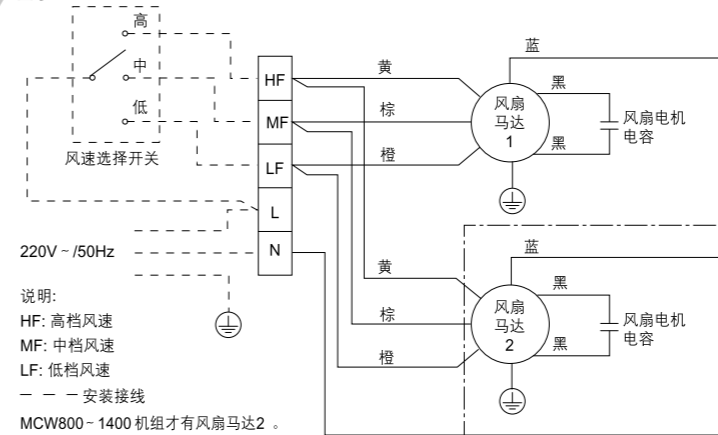 高
中
低
风速选择开关
HF
MF
LF
L
N
220V ~ /50Hz
黄
棕
橙
蓝
黑
黑
风扇
马达
1
风扇电机
电容
黄
棕
橙
蓝
黑
黑
风扇
马达
2
风扇电机
电容
说明:
HF: 高档风速
MF: 中档风速
LF: 低档风速
安装接线
MCW800~1400 机组才有风扇马达2 。